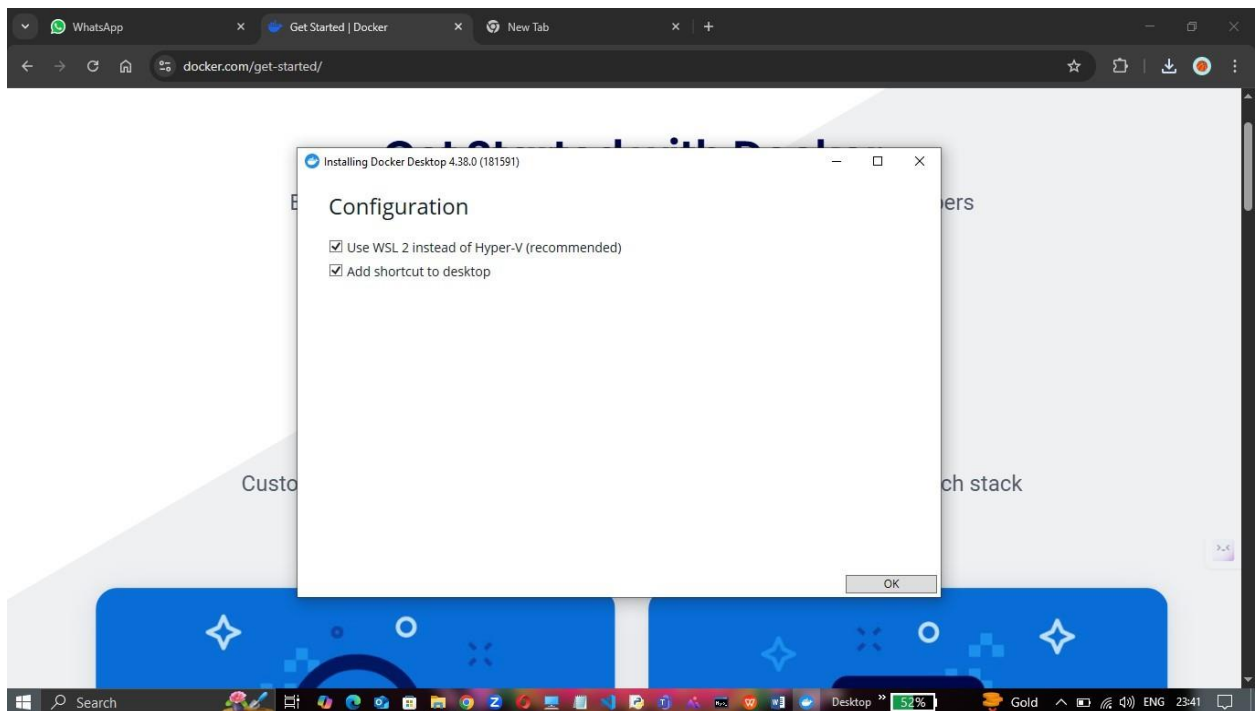 WhatsApp
Get Started | Docker
New Tab
docker.com/get-started/
Installing Docker Desktop 4.38.0 (181591)
Configuration
Use WSL 2 instead of Hyper-V (recommended)
Add shortcut to desktop
ers
Custo
ch stack
OK
Search
Desktop
52%
Gold
ENG
23:41